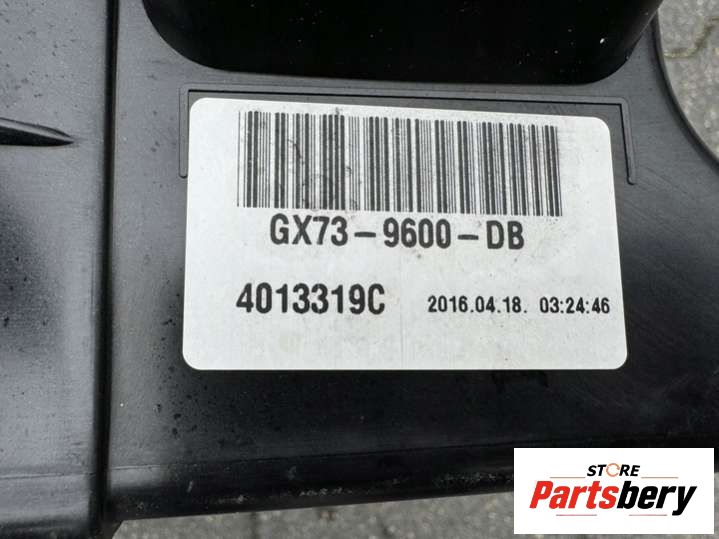 GX73-9600-DB
4013319C 2016.04.18. 03:24:46
STORE
Partsbery